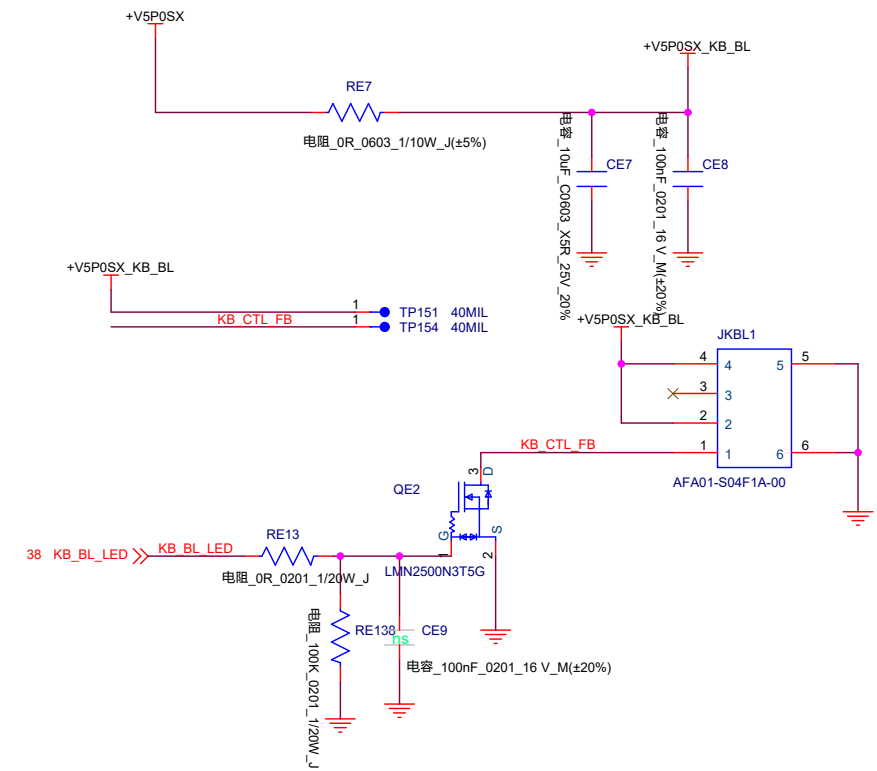 +V5P0SX
+V5P0SX_KB_BL
RE7
电阻_0R_0603_1/10W_J(±5%)
电容_10uF_C0603_X5R_25V_20%
CE7
电容_100nF_0201_16 V_M(±20%)
CE8
+V5P0SX_KB_BL
1
TP151 40MIL
KB_CTL_FB
1
TP154 40MIL
+V5P0SX_KB_BL
JKBL1
4
4
5
5
3
3
2
2
1
1
6
6
AFA01-S04F1A-00
KB_CTL_FB
3
D
QE2
G
S
1
2
LMN2500N3T5G
38 KB_BL_LED
KB_BL_LED
RE13
电阻_0R_0201_1/20W_J
RE138
电阻_100K_0201_1/20W_J
ns
CE9
电容_100nF_0201_16 V_M(±20%)